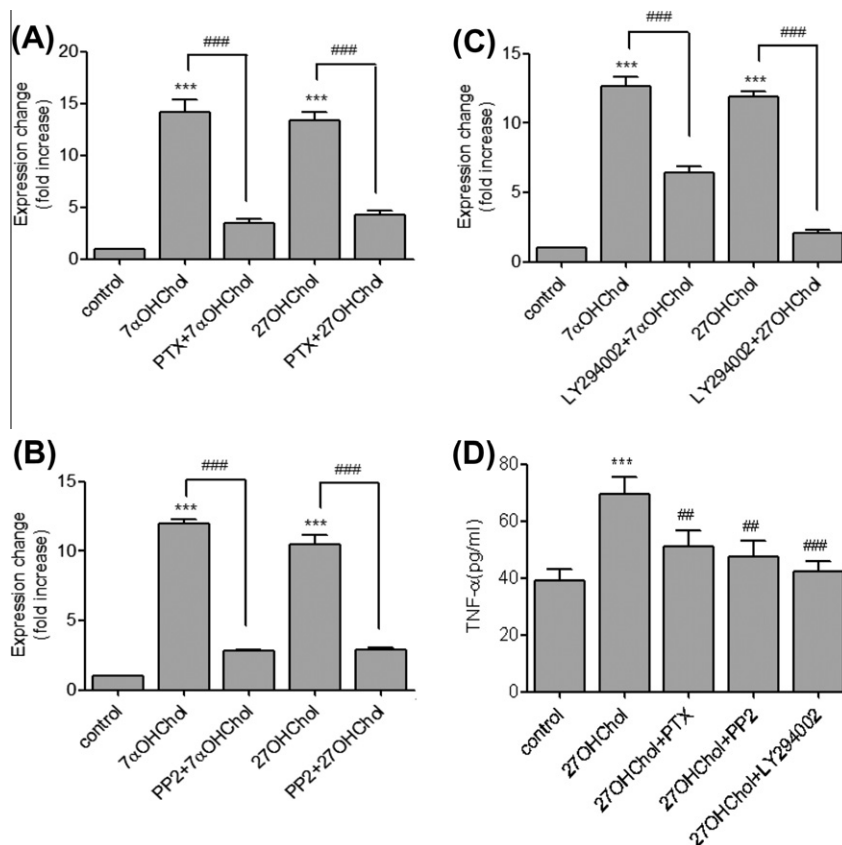 (A)
Expression change
(fold increase)
20
15
10
5
0
###
***
###
***
control
7αOHChol
PTX+7αOHChol
27OHChol
PTX+27OHChol
(C)
Expression change
(fold increase)
15
10
5
0
###
***
###
***
control
7αOHChol
LY294002+7αOHChol
27OHChol
LY294002+27OHChol
(B)
Expression change
(fold increase)
15
10
5
0
###
***
###
***
control
7αOHChol
PP2+7αOHChol
27OHChol
PP2+27OHChol
(D)
TNF-α(pg/ml)
80
60
40
20
0
***
##
##
###
control
27OHChol
27OHChol+PTX
27OHChol+PP2
27OHChol+LY294002